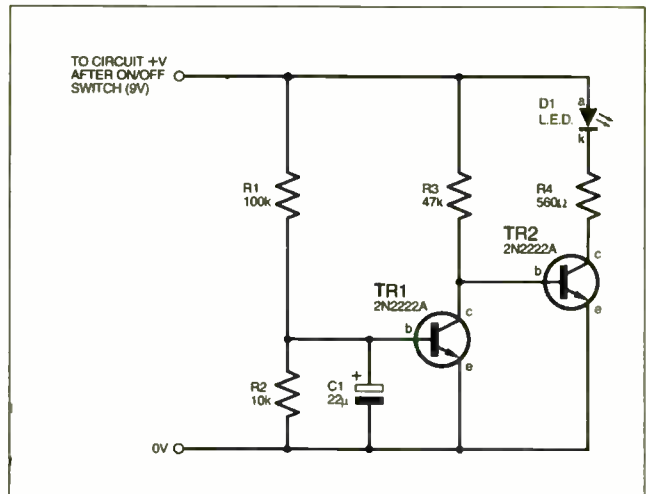 TO CIRCUIT +V
AFTER ON/OFF
SWITCH (9V)
D1
L.E.D.
a
k
R1
100k
R3
47k
R4
560Ω
TR2
2N2222A
b
c
e
TR1
2N2222A
b
c
e
R2
10k
C1
22µ
+
0V